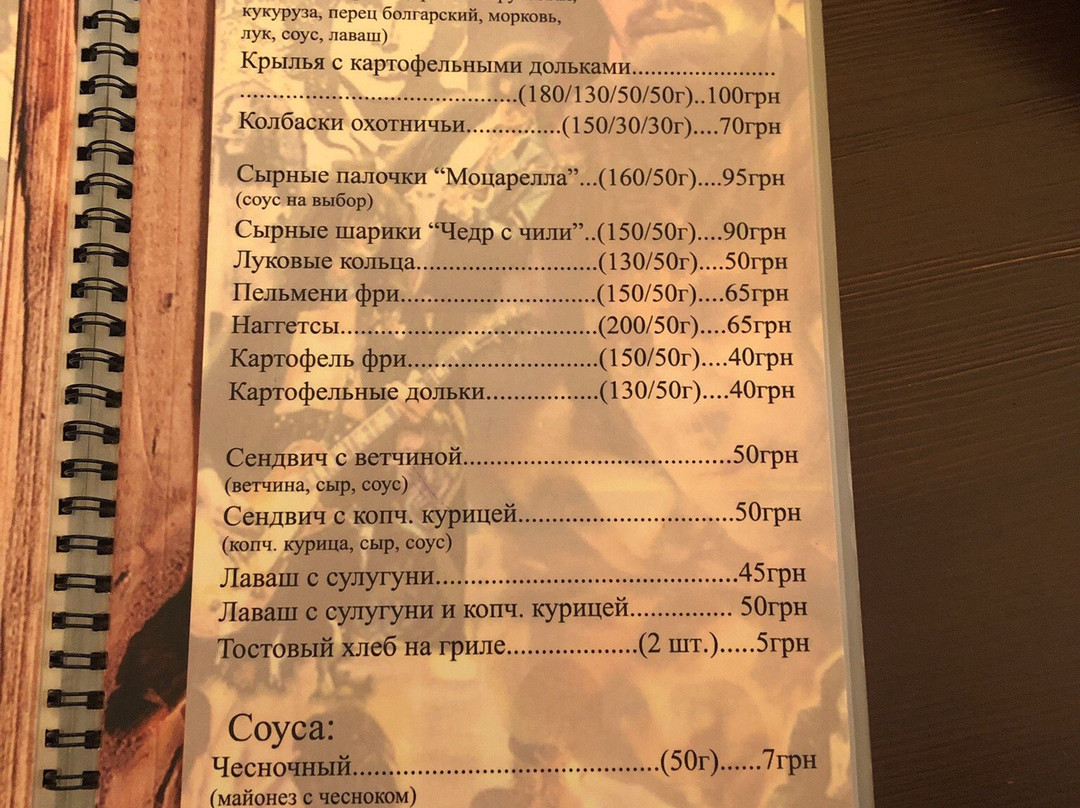 кукуруза, перец болгарский, морковь,
лук, соус, лаваш)
Крылья с картофельными дольками........................
..................................(180/130/50/50г)..100грн
Колбаски охотничьи..............(150/30/30г)....70грн
Сырные палочки “Моцарелла”...(160/50г)....95грн
(соус на выбор)
Сырные шарики “Чедр с чили”..(150/50г)....90грн
Луковые кольца...........................(130/50г)....50грн
Пельмени фри.............................(150/50г)....65грн
Наггетсы.....................................(200/50г)....65грн
Картофель фри............................(150/50г)....40грн
Картофельные дольки................(130/50г)....40грн
Сендвич с ветчиной......................................50грн
(ветчина, сыр, соус)
Сендвич с копч. курицей...............................50грн
(копч. курица, сыр, соус)
Лаваш с сулугуни...........................................45грн
Лаваш с сулугуни и копч. курицей.............. 50грн
Тостовый хлеб на гриле...................(2 шт.).....5грн
Соуса:
Чесночный...........................................(50г)......7грн
(майонез с чесноком)